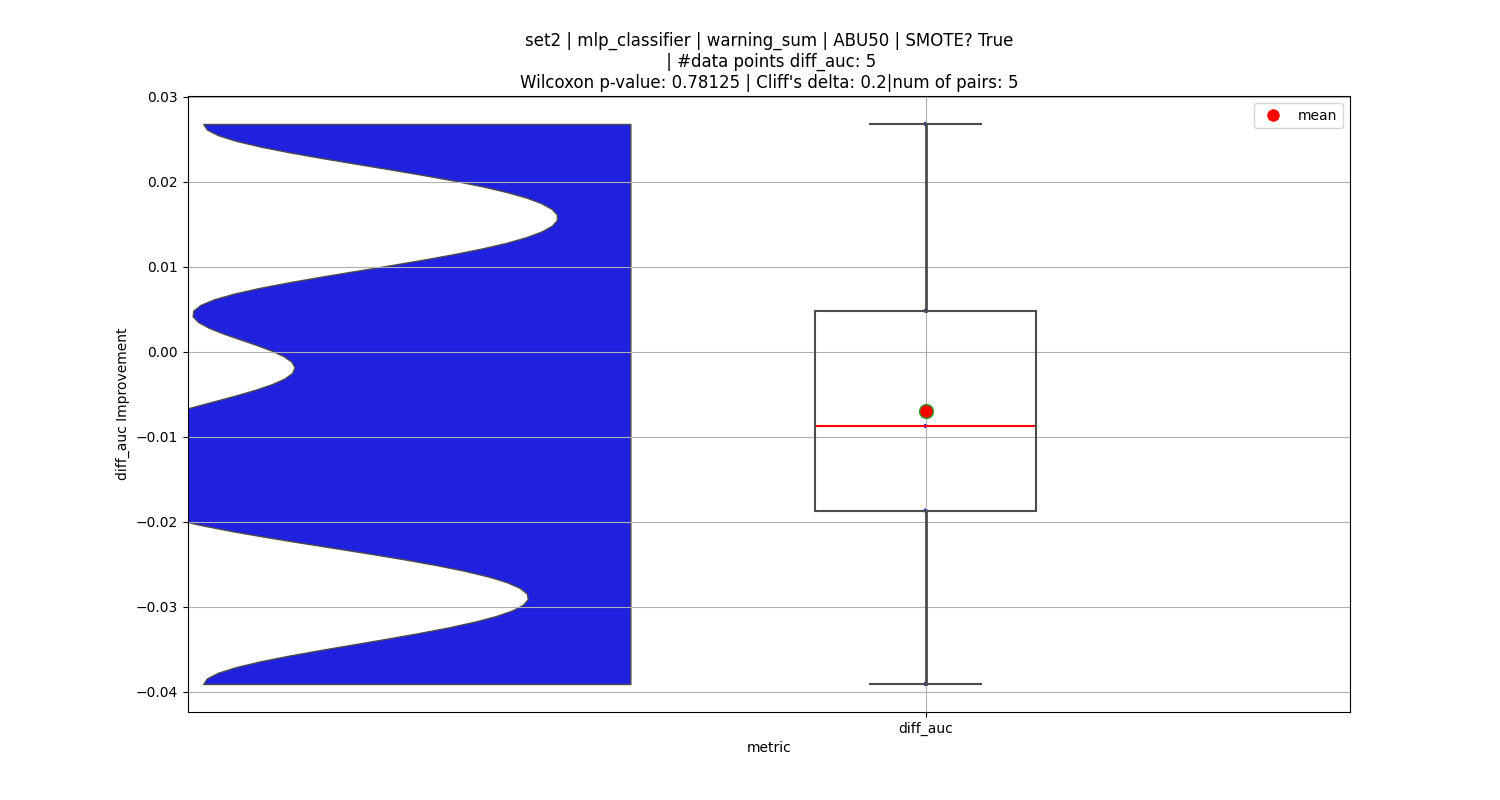 set2 | mlp_classifier | warning_sum | ABU50 | SMOTE? True
| #data points diff_auc: 5
Wilcoxon p-value: 0.78125 | Cliff's delta: 0.2|num of pairs: 5
mean
0.03
0.02
0.01
0.00
−0.01
−0.02
−0.03
−0.04
diff_auc Improvement
diff_auc
metric